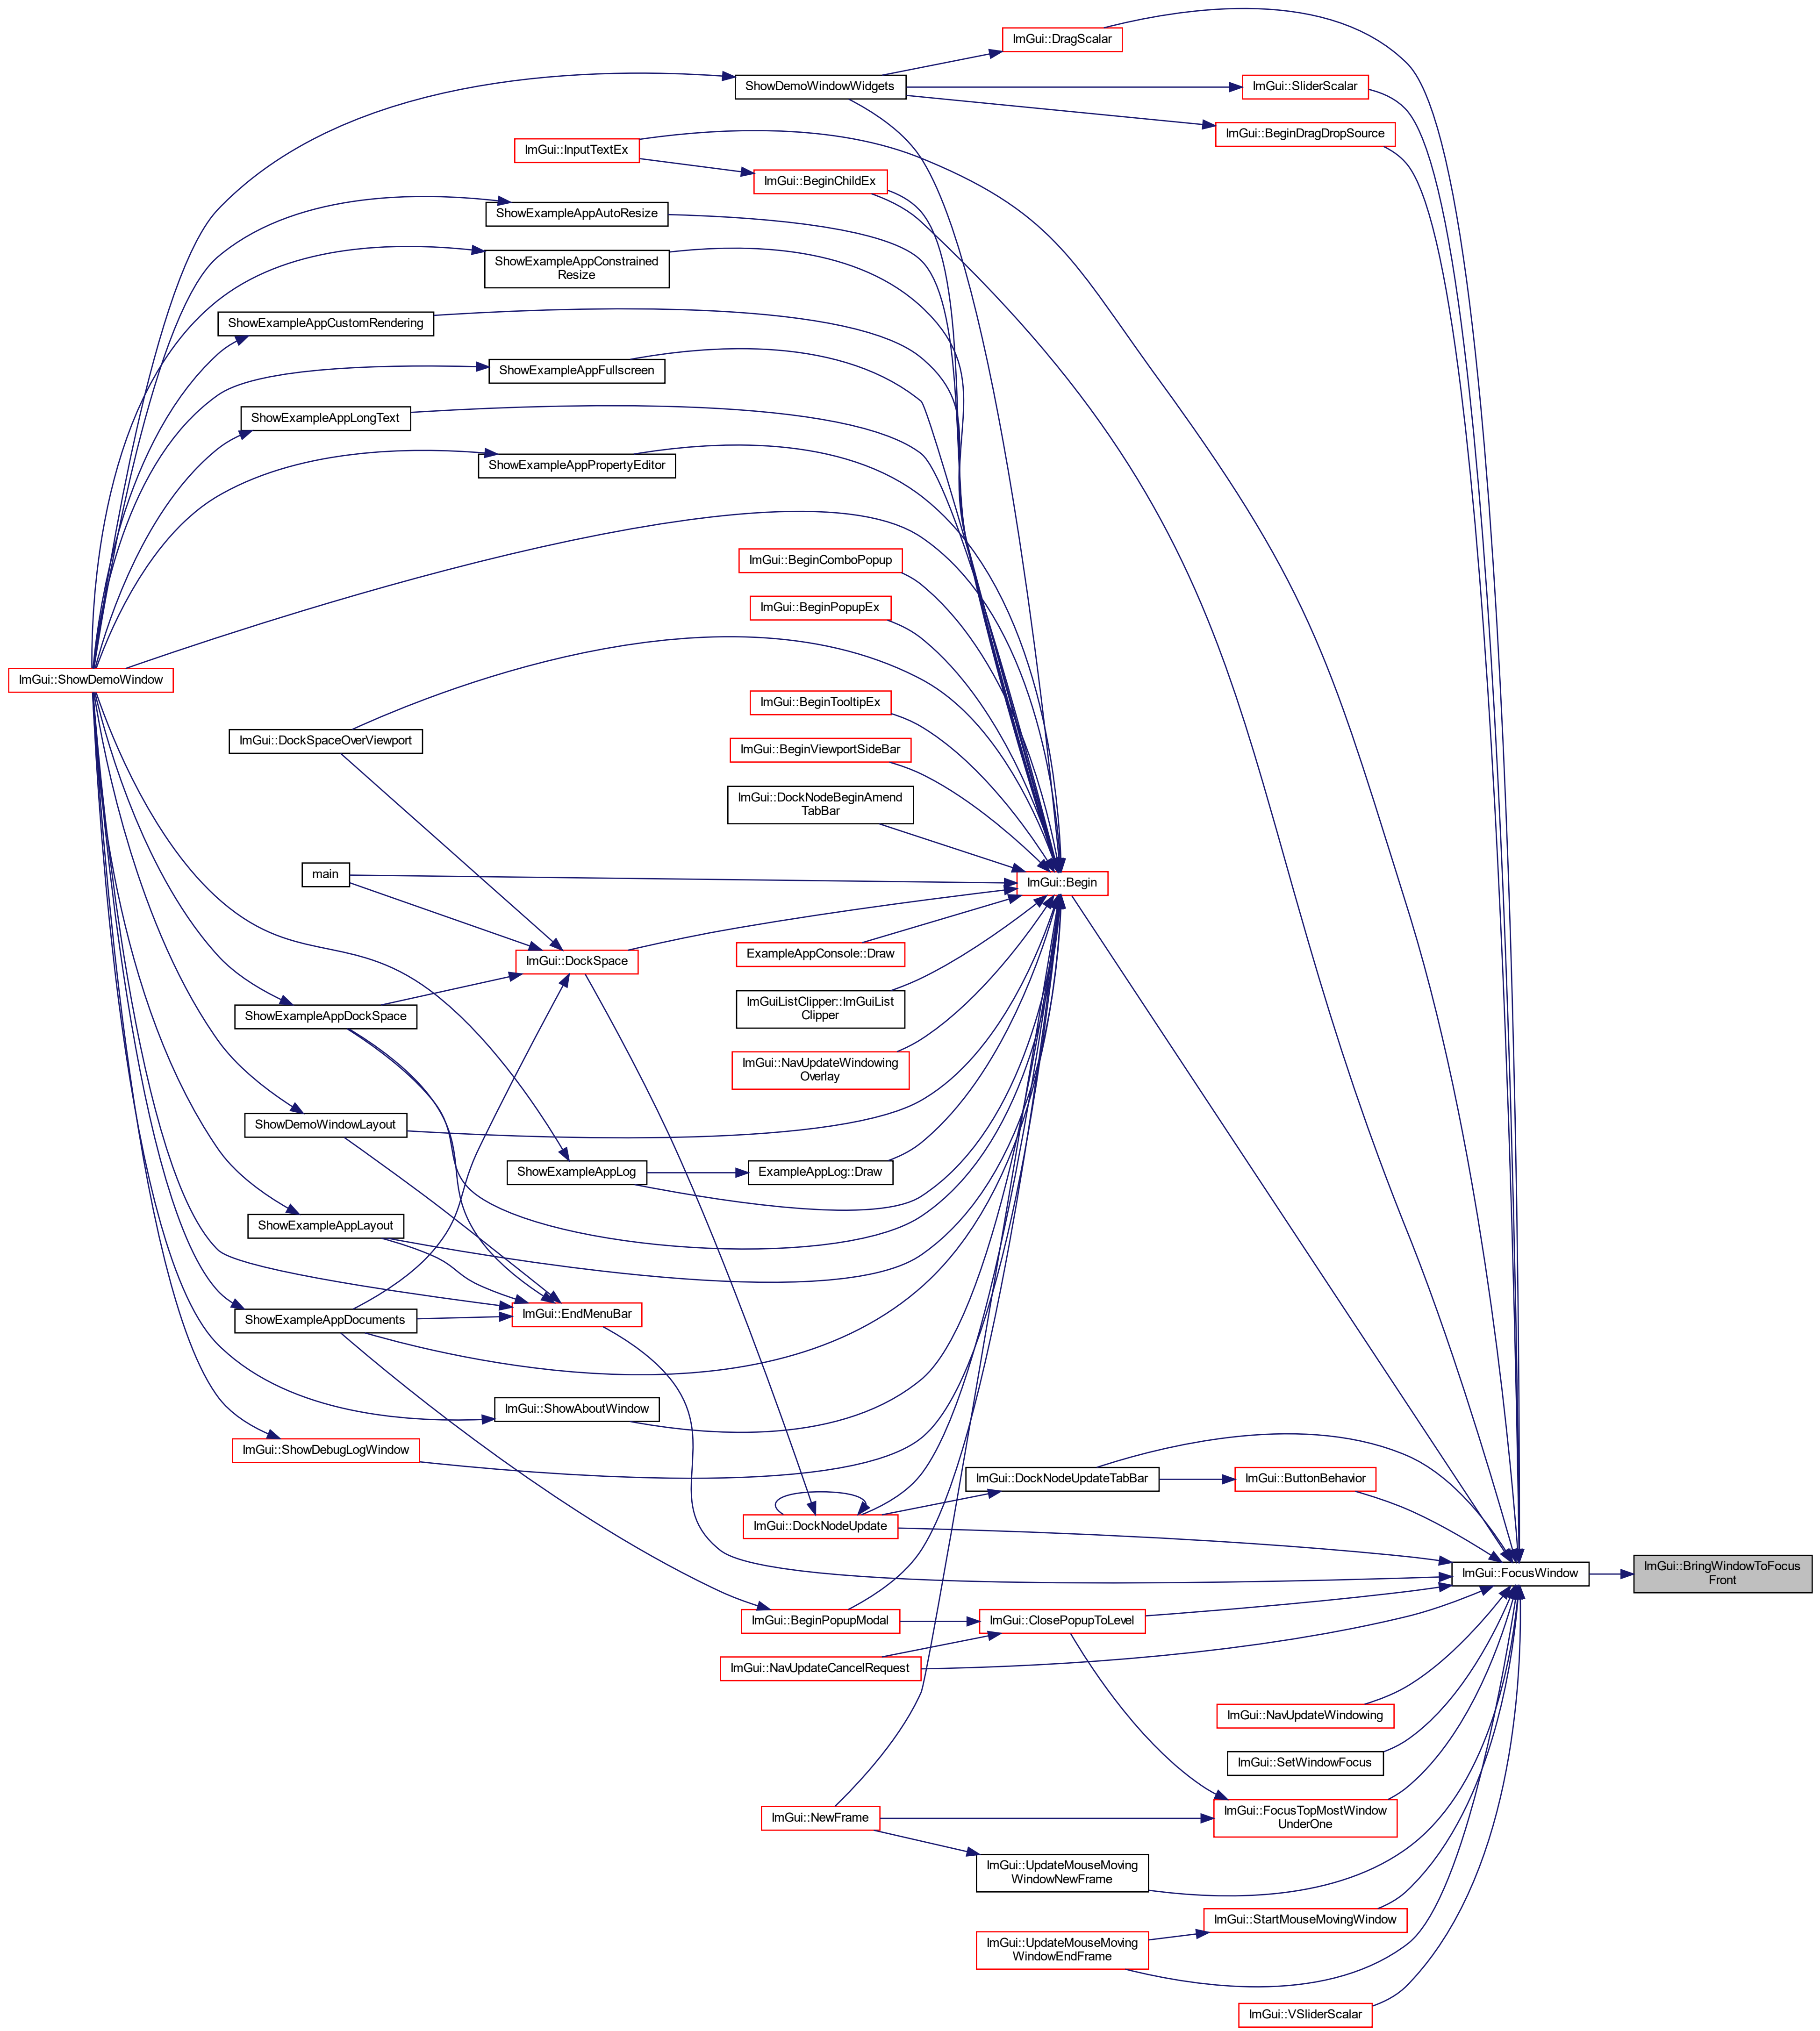 ImGui::DragScalar
ShowDemoWindowWidgets
ImGui::SliderScalar
ImGui::BeginDragDropSource
ImGui::InputTextEx
ImGui::BeginChildEx
ShowExampleAppAutoResize
ShowExampleAppConstrained
Resize
ShowExampleAppCustomRendering
ShowExampleAppFullscreen
ShowExampleAppLongText
ShowExampleAppPropertyEditor
ImGui::BeginComboPopup
ImGui::BeginPopupEx
ImGui::ShowDemoWindow
ImGui::BeginTooltipEx
ImGui::DockSpaceOverViewport
ImGui::BeginViewportSideBar
ImGui::DockNodeBeginAmend
TabBar
main
ImGui::Begin
ImGui::DockSpace
ExampleAppConsole::Draw
ShowExampleAppDockSpace
ImGuiListClipper::ImGuiList
Clipper
ImGui::NavUpdateWindowing
Overlay
ShowDemoWindowLayout
ShowExampleAppLog
ExampleAppLog::Draw
ShowExampleAppLayout
ImGui::EndMenuBar
ShowExampleAppDocuments
ImGui::ShowAboutWindow
ImGui::ShowDebugLogWindow
ImGui::DockNodeUpdateTabBar
ImGui::ButtonBehavior
ImGui::DockNodeUpdate
ImGui::FocusWindow
ImGui::BringWindowToFocus
Front
ImGui::BeginPopupModal
ImGui::ClosePopupToLevel
ImGui::NavUpdateCancelRequest
ImGui::NavUpdateWindowing
ImGui::SetWindowFocus
ImGui::NewFrame
ImGui::FocusTopMostWindow
UnderOne
ImGui::UpdateMouseMoving
WindowNewFrame
ImGui::StartMouseMovingWindow
ImGui::UpdateMouseMoving
WindowEndFrame
ImGui::VSliderScalar